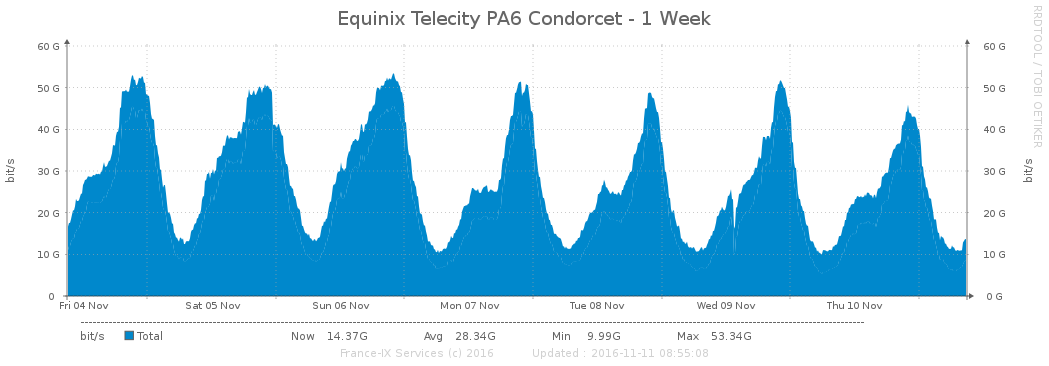 Equinix Telecity PA6 Condorcet - 1 Week
RRDTOOL / TOBI OETIKER
bit/s
60 G 60 G
50 G 50 G
40 G 40 G
30 G 30 G
20 G 20 G
10 G 10 G
0 0 G
bit/s
Fri 04 Nov Sat 05 Nov Sun 06 Nov Mon 07 Nov Tue 08 Nov Wed 09 Nov Thu 10 Nov
bit/s Total Now 14.37G Avg 28.34G Min 9.99G Max 53.34G
France-IX Services (c) 2016 Updated : 2016-11-11 08:55:08